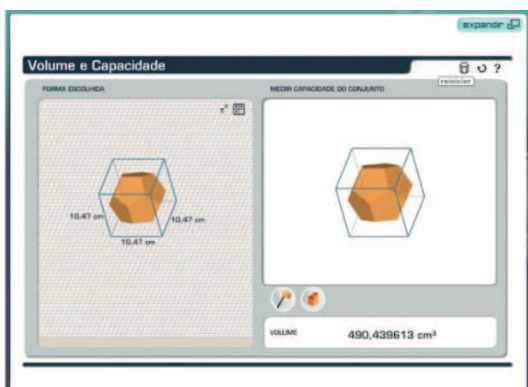 expandir
Volume e Capacidade
?
reiniciar
FORMA ESCOLHIDA
MEDIR CAPACIDADE DO CONJUNTO
10,47 cm
10,47 cm
10,47 cm
VOLUME
490,439613 cm³